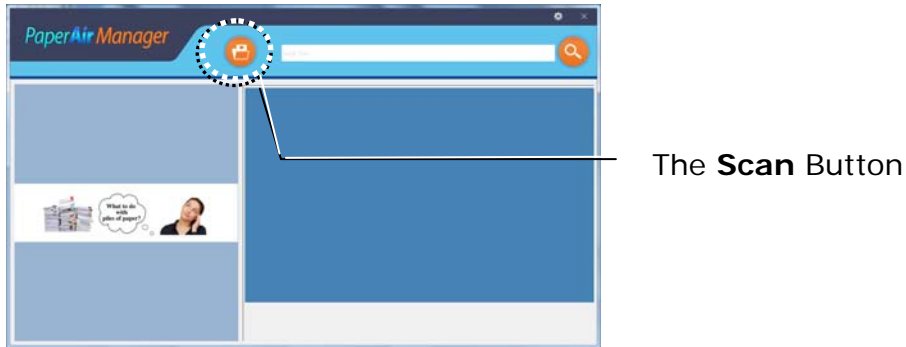 PaperAir Manager
What to do
with
piles of paper?
The Scan Button